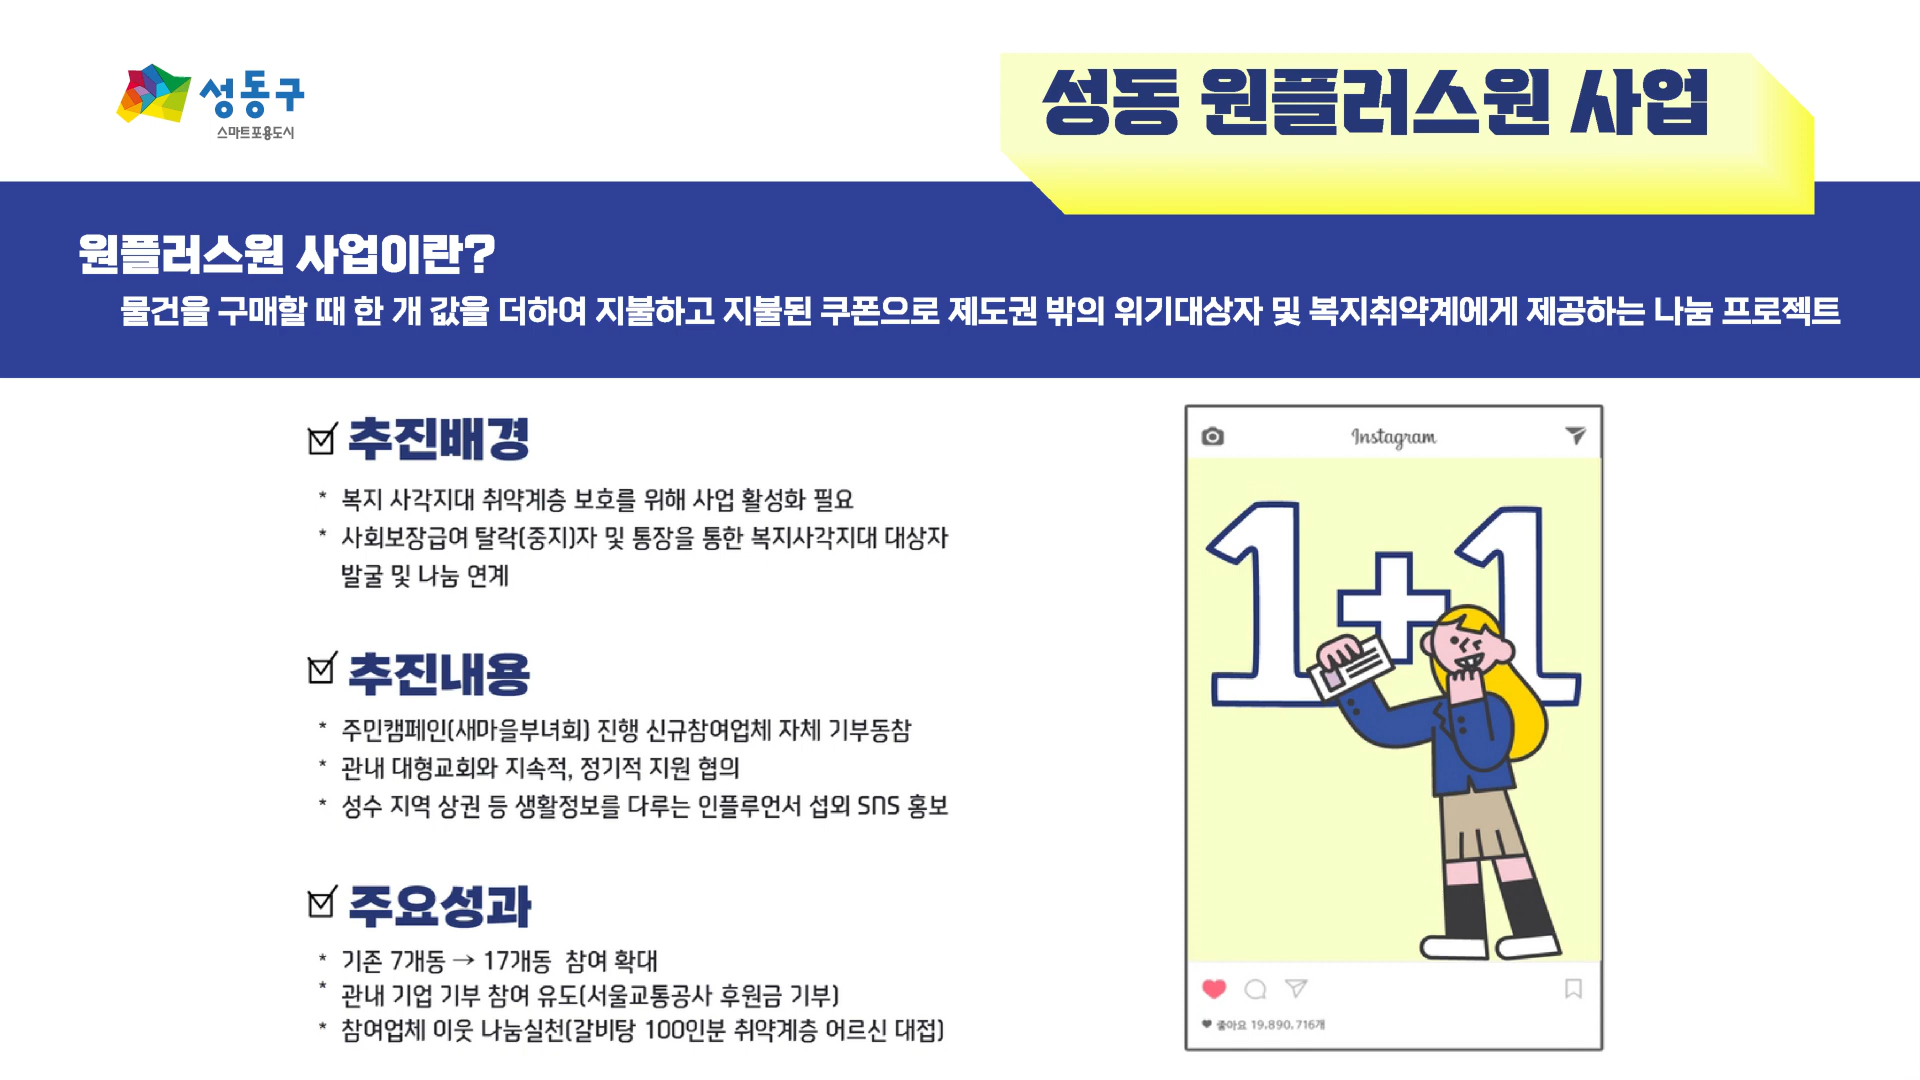 성동구
스마트포용도시
성동 원플러스원 사업
원플러스원 사업이란?
물건을 구매할 때 한 개 값을 더하여 지불하고 지불된 쿠폰으로 제도권 밖의 위기대상자 및 복지취약계에게 제공하는 나눔 프로젝트
추진배경
* 복지 사각지대 취약계층 보호를 위해 사업 활성화 필요
* 사회보장급여 탈락(중지)자 및 통장을 통한 복지사각지대 대상자
발굴 및 나눔 연계
추진내용
* 주민캠페인(새마을부녀회) 진행 신규참여업체 자체 기부동참
* 관내 대형교회와 지속적, 정기적 지원 협의
* 성수 지역 상권 등 생활정보를 다루는 인플루언서 섭외 SNS 홍보
주요성과
* 기존 7개동 → 17개동 참여 확대
* 관내 기업 기부 참여 유도(서울교통공사 후원금 기부)
* 참여업체 이웃 나눔실천(갈비탕 100인분 취약계층 어르신 대접)
Instagram
1+1
좋아요 19,890,716개